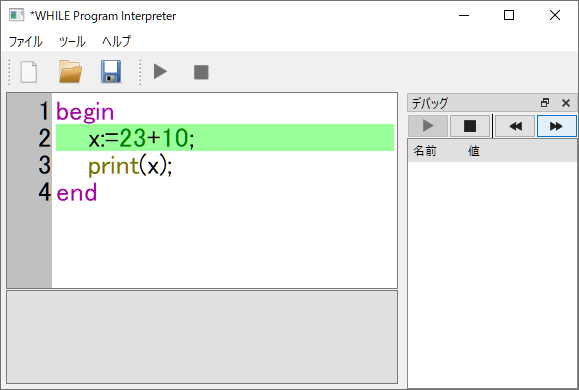 *WHILE Program Interpreter
ファイル ツール ヘルプ
デバッグ
名前 値
1 begin
2 x:=23+10;
3 print(x);
4 end